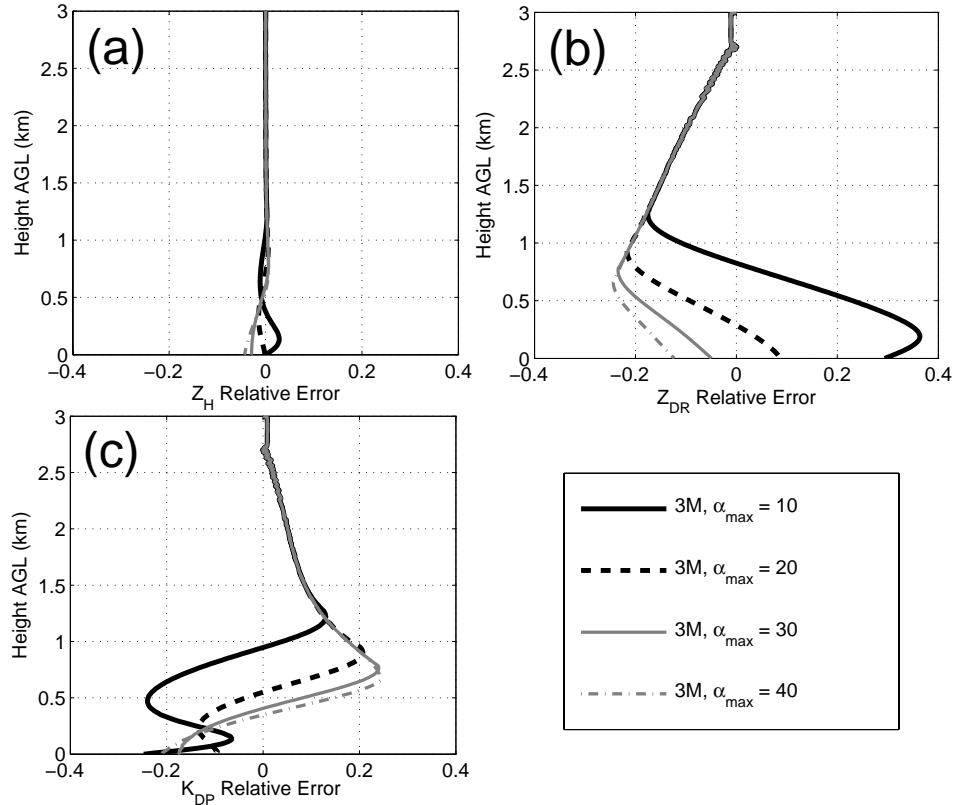 (a)
3
2.5
2
1.5
1
0.5
0
Height AGL (km)
−0.4
−0.2
0
0.2
0.4
Z_H Relative Error
(b)
3
2.5
2
1.5
1
0.5
0
Height AGL (km)
−0.4
−0.2
0
0.2
0.4
Z_DR Relative Error
(c)
3
2.5
2
1.5
1
0.5
0
Height AGL (km)
−0.4
−0.2
0
0.2
0.4
K_DP Relative Error
3M, α_max = 10
3M, α_max = 20
3M, α_max = 30
3M, α_max = 40